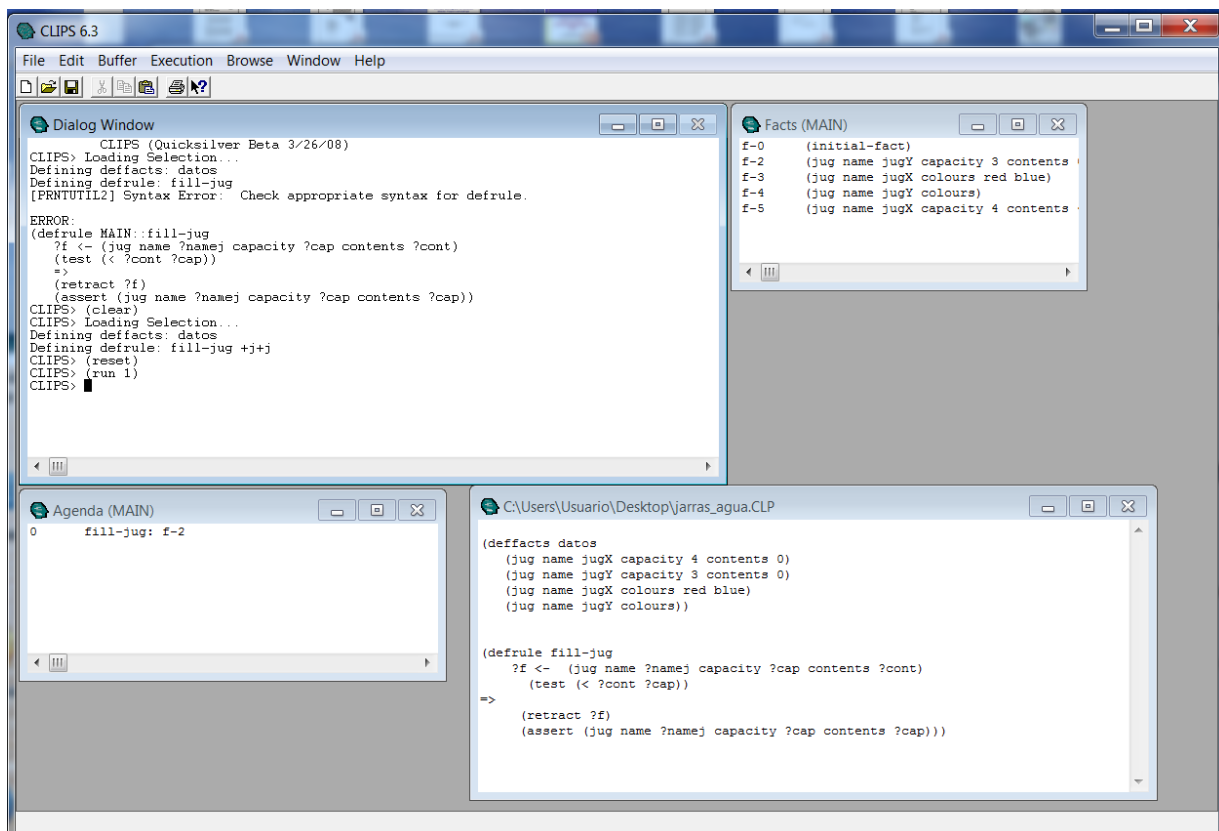 CLIPS 6.3
File Edit Buffer Execution Browse Window Help
Dialog Window
CLIPS (Quicksilver Beta 3/26/08)
CLIPS> Loading Selection...
Defining deffacts: datos
Defining defrule: fill-jug
[PRNTUTIL2] Syntax Error:  Check appropriate syntax for defrule.
ERROR:
(defrule MAIN::fill-jug
?f <- (jug name ?namej capacity ?cap contents ?cont)
(test (< ?cont ?cap))
=>
(retract ?f)
(assert (jug name ?namej capacity ?cap contents ?cap))
CLIPS> (clear)
CLIPS> Loading Selection...
Defining deffacts: datos
Defining defrule: fill-jug +j+j
CLIPS> (reset)
CLIPS> (run 1)
CLIPS>
Facts (MAIN)
f-0 (initial-fact)
f-2 (jug name jugY capacity 3 contents
f-3 (jug name jugX colours red blue)
f-4 (jug name jugY colours)
f-5 (jug name jugX capacity 4 contents
Agenda (MAIN)
0 fill-jug: f-2
C:\Users\Usuario\Desktop\jarras_agua.CLP
(deffacts datos
(jug name jugX capacity 4 contents 0)
(jug name jugY capacity 3 contents 0)
(jug name jugX colours red blue)
(jug name jugY colours))
(defrule fill-jug
?f <-  (jug name ?namej capacity ?cap contents ?cont)
(test (< ?cont ?cap))
=>
(retract ?f)
(assert (jug name ?namej capacity ?cap contents ?cap)))